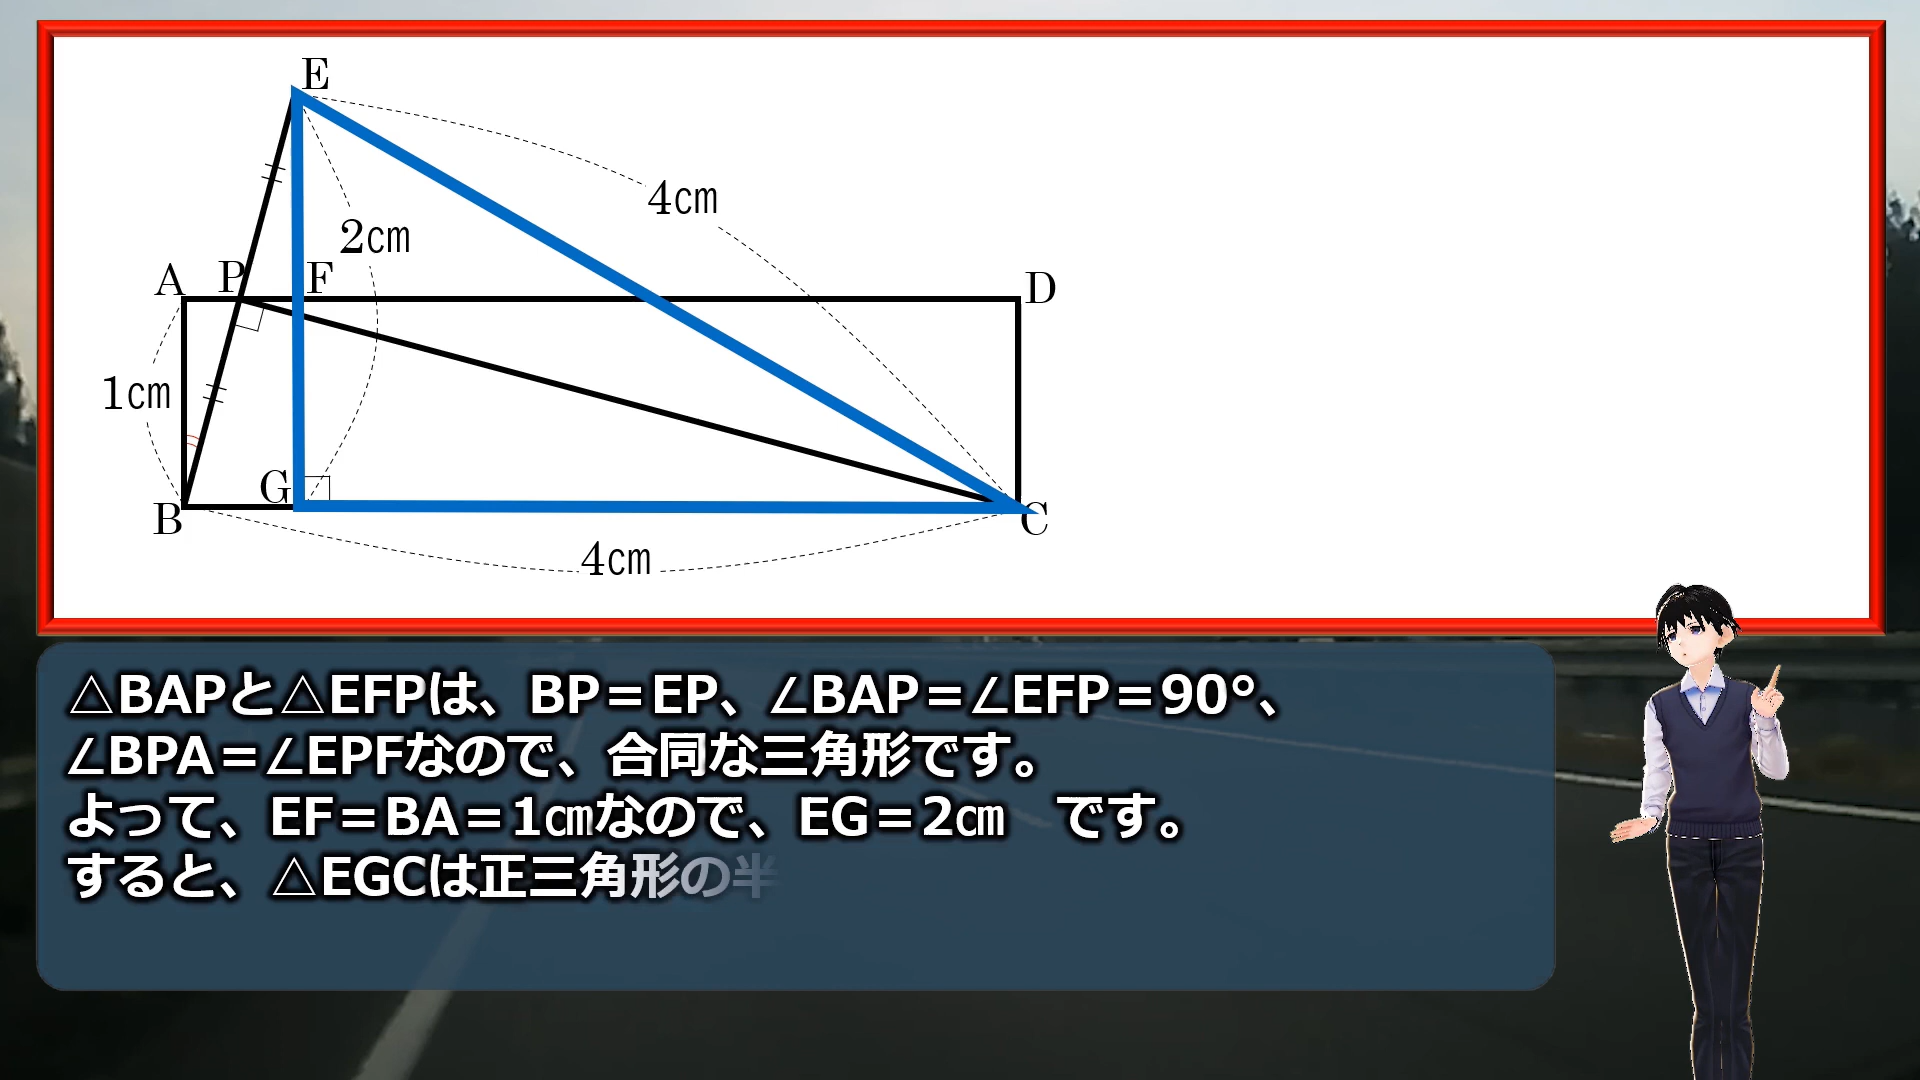 E
4㎝
2㎝
A P F D
1㎝
G
B C
4㎝
△BAPと△EFPは、BP＝EP、∠BAP＝∠EFP＝90°、
∠BPA＝∠EPFなので、合同な三角形です。
よって、EF＝BA＝1㎝なので、EG＝2㎝　です。
すると、△EGCは正三角形の半